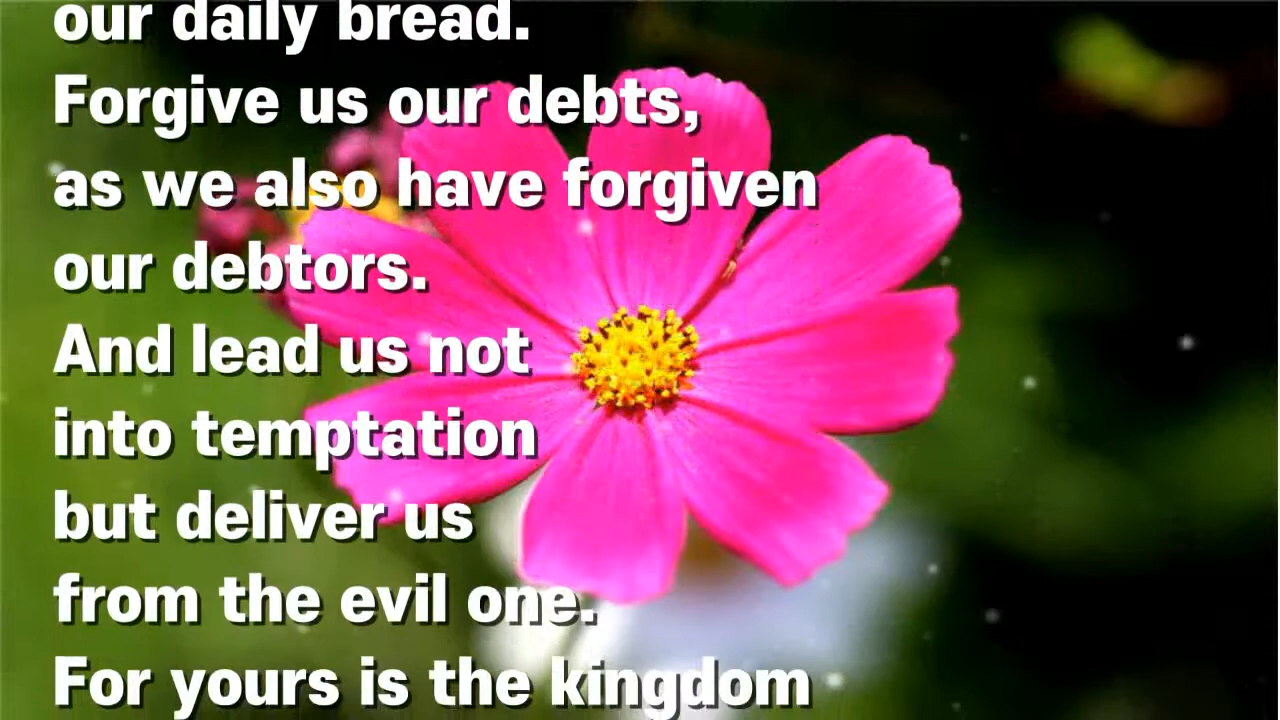 our daily bread.
Forgive us our debts,
as we also have forgiven
our debtors.
And lead us not
into temptation
but deliver us
from the evil one.
For yours is the kingdom